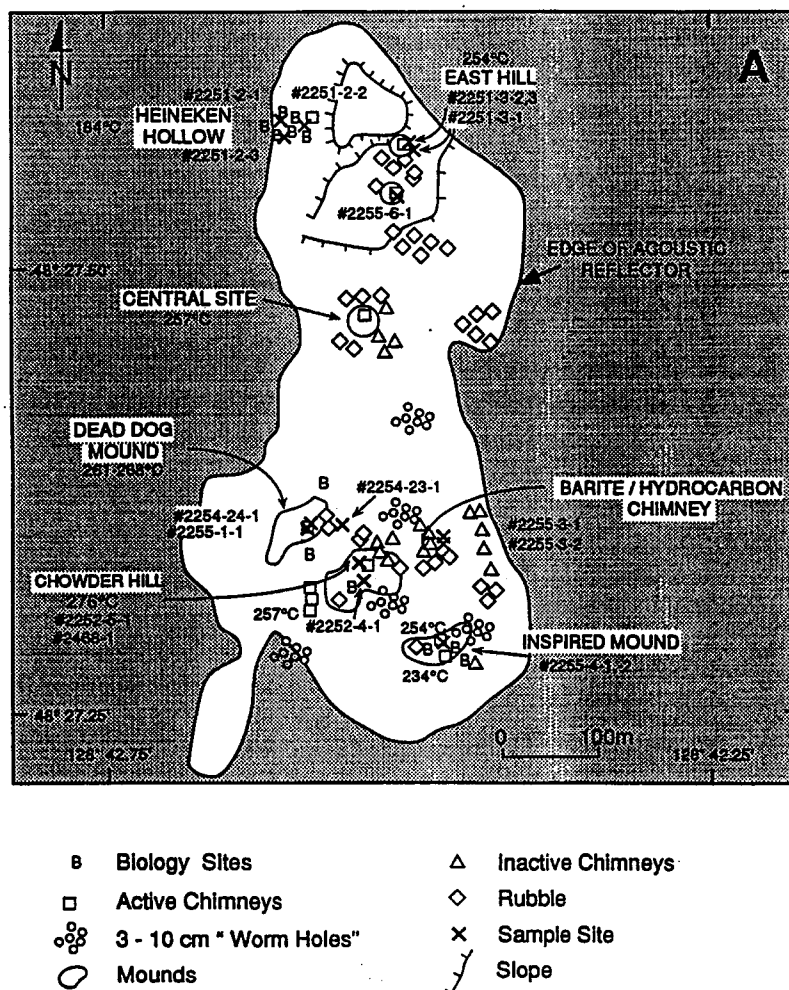 A
N
254°C
EAST HILL
#2251-3-2,3
#2251-3-1
#2251-2-1
#2251-2-2
HEINEKEN
HOLLOW
184°C
B
B
B
B
B
B
#2251-2-3
#2255-6-1
48° 27.50'
EDGE OF ACOUSTIC
REFLECTOR
CENTRAL SITE
257°C
DEAD DOG
MOUND
261-268°C
B
#2254-23-1
#2254-24-1
#2255-1-1
B
BARITE / HYDROCARBON
CHIMNEY
#2255-3-1
#2255-3-2
CHOWDER HILL
276°C
#2252-5-1
#2468-1
B
257°C
#2252-4-1
254°C
B
B
B
234°C
INSPIRED MOUND
#2255-4-1,-2
48° 27.25'
128° 42.75'
0 100m
128° 42.25'
B Biology Sites
Active Chimneys
3 - 10 cm " Worm Holes"
Mounds
Inactive Chimneys
Rubble
Sample Site
Slope